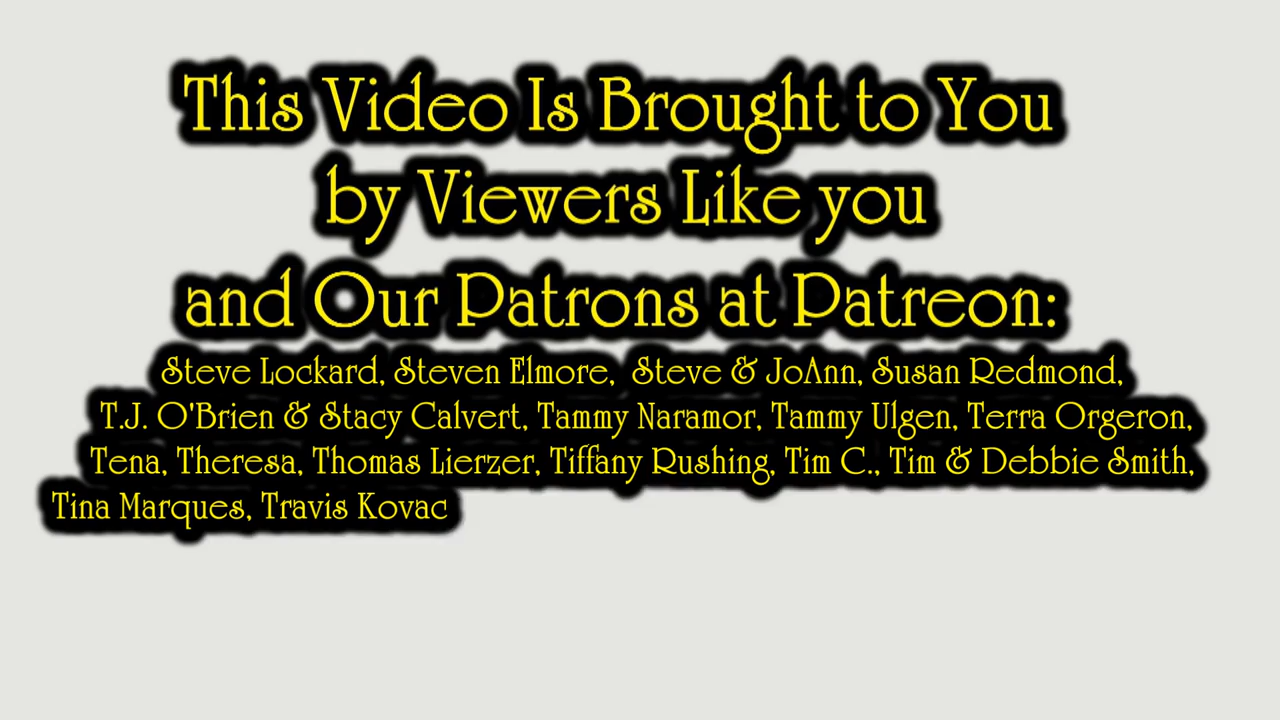 This Video Is Brought to You
by Viewers Like you
and Our Patrons at Patreon:
Steve Lockard, Steven Elmore, Steve & JoAnn, Susan Redmond,
T.J. O'Brien & Stacy Calvert, Tammy Naramor, Tammy Ulgen, Terra Orgeron,
Tena, Theresa, Thomas Lierzer, Tiffany Rushing, Tim C., Tim & Debbie Smith,
Tina Marques, Travis Kovac